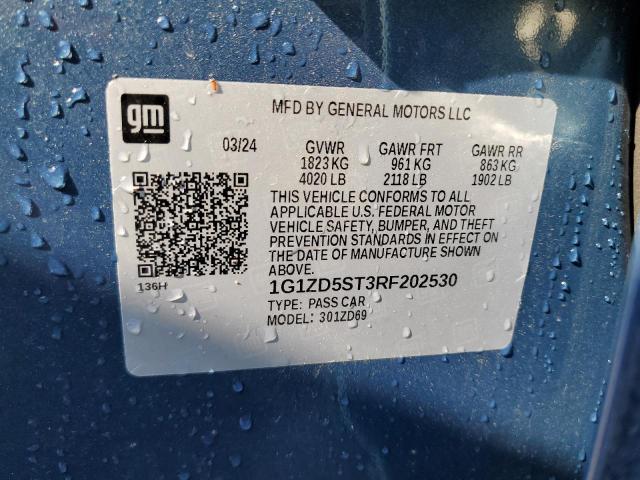 gm
MFD BY GENERAL MOTORS LLC
03/24 GVWR GAWR FRT GAWR RR
1823 KG 961 KG 863 KG
4020 LB 2118 LB 1902 LB
THIS VEHICLE CONFORMS TO ALL
APPLICABLE U.S. FEDERAL MOTOR
VEHICLE SAFETY, BUMPER, AND THEFT
PREVENTION STANDARDS IN EFFECT ON
THE DATE OF MANUFACTURE SHOWN
ABOVE.
136H
1G1ZD5ST3RF202530
TYPE: PASS CAR
MODEL: 301ZD69